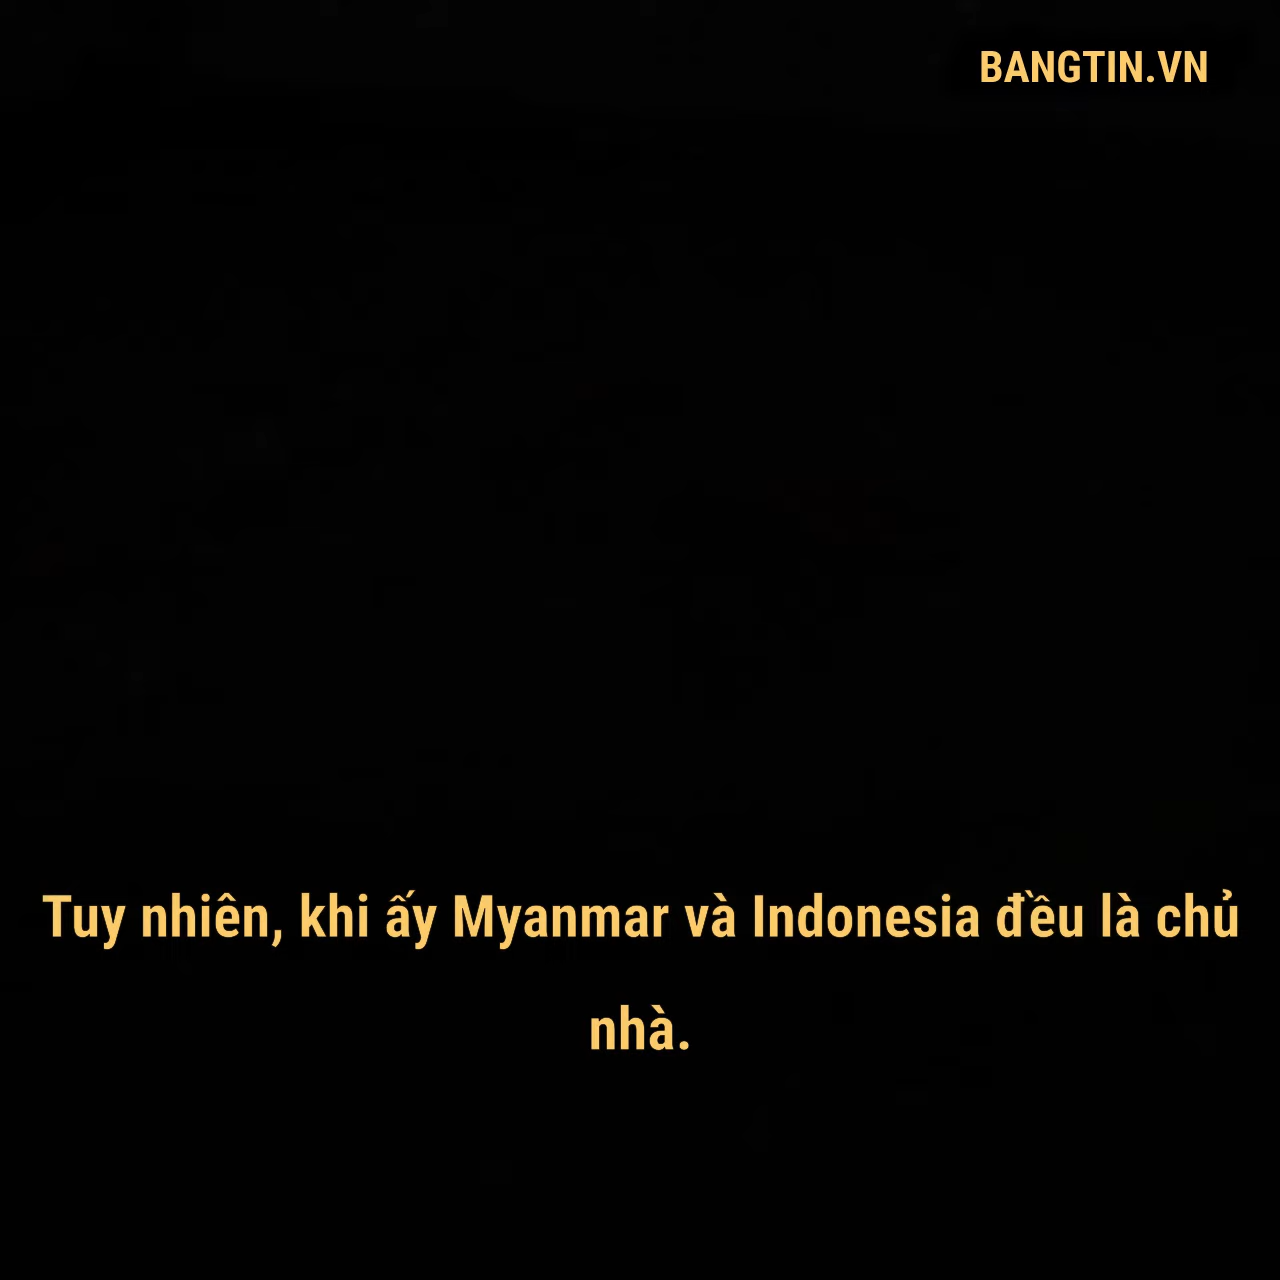 BANGTIN.VN
Tuy nhiên, khi ấy Myanmar và Indonesia đều là chủ
nhà.